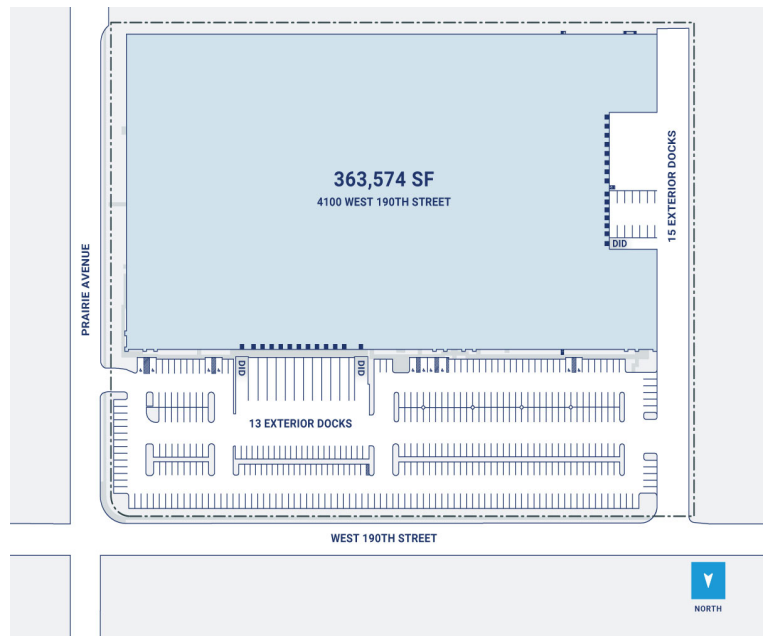 363,574 SF
4100 WEST 190TH STREET
15 EXTERIOR DOCKS
DID
PRAIRIE AVENUE
DID
DID
13 EXTERIOR DOCKS
WEST 190TH STREET
NORTH